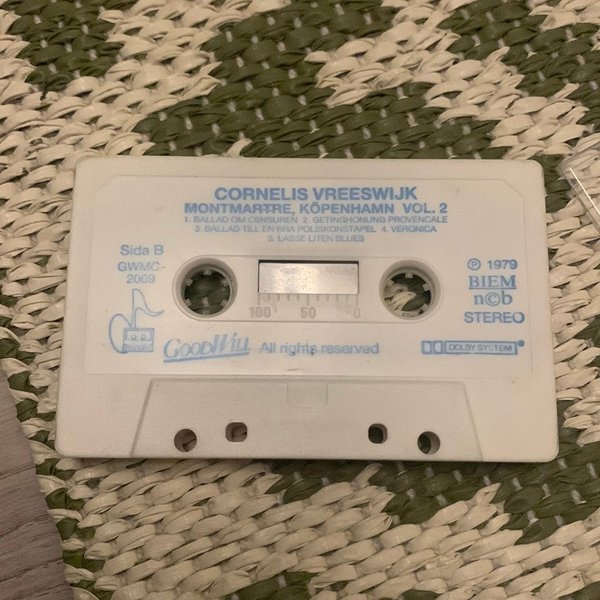 CORNELIS VREESWIJK
MONTMARTRE, KÖPENHAMN VOL. 2
1. BALLAD OM CENSUREN 2. GETINGHONUNG PROVENCALE
3. BALLAD TILL EN BRA POLISKONSTAPEL 4. VERONICA
5. LASSE LITEN BLUES
Sida B
GWMC-
2009
100 50 0
℗ 1979
BIEM
n©b
STEREO
GOODWILL All rights reserved
DOLBY SYSTEM